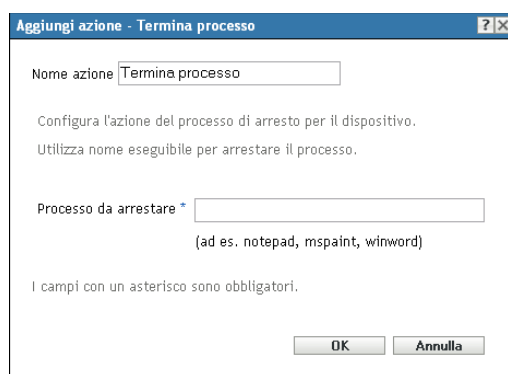 Aggiungi azione - Termina processo
Nome azione Termina processo
Configura l'azione del processo di arresto per il dispositivo.
Utilizza nome eseguibile per arrestare il processo.
Processo da arrestare *
(ad es. notepad, mspaint, winword)
I campi con un asterisco sono obbligatori.
OK Annulla